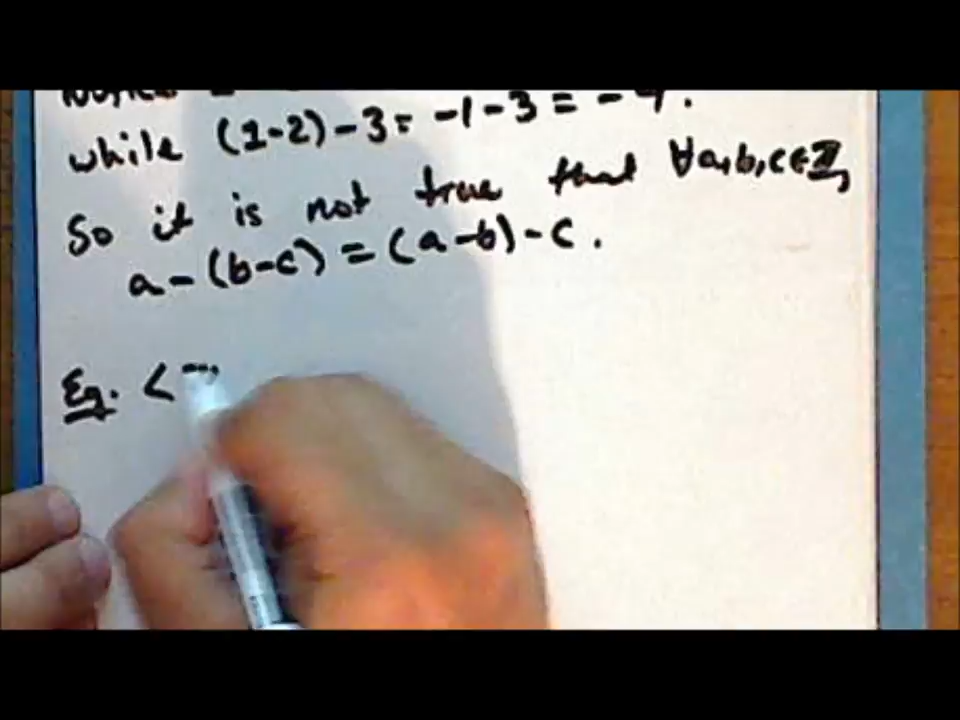 while (1-2)-3= -1-3 = -4.
So it is not true that ∀a,b,c∈ℤ,
a-(b-c)=(a-b)-c.
Eg. <